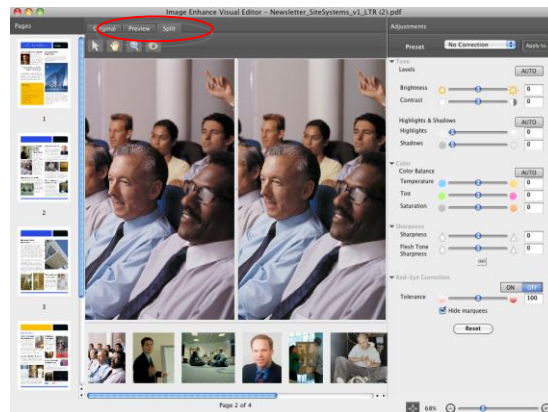 Image Enhance Visual Editor – Newsletter_SiteSystems_v1_LTR (2).pdf
Pages
Original Preview Split
Adjustments
Preset No Correction Apply to..
Tone
Levels AUTO
Brightness 0
Contrast 0
Highlights & Shadows AUTO
Highlights 0
Shadows 0
Color
Color Balance AUTO
Temperature 0
Tint 0
Saturation 0
Sharpness
Sharpness 0
Flesh Tone
Sharpness 0
Red-Eye Correction
ON OFF
Tolerance 100
Hide marquees
Reset
1
2
3
Page 2 of 4
68%